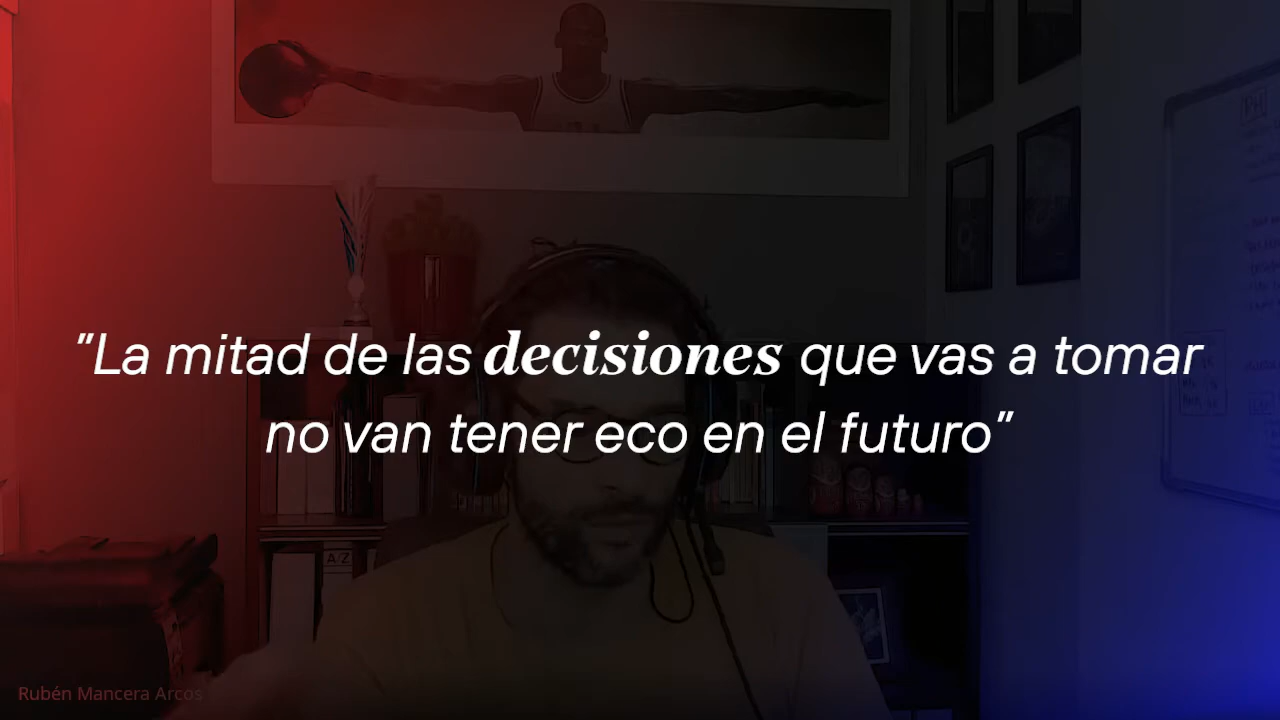 "La mitad de las decisiones que vas a tomar
no van tener eco en el futuro"
A/Z
Rubén Mancera Arcos